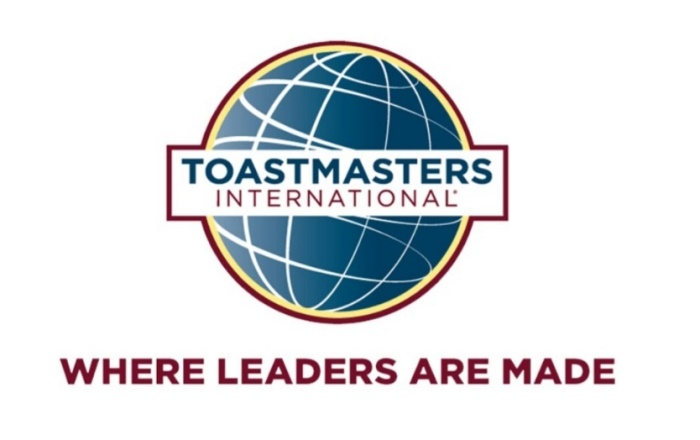 TOASTMASTERS
INTERNATIONAL®
WHERE LEADERS ARE MADE